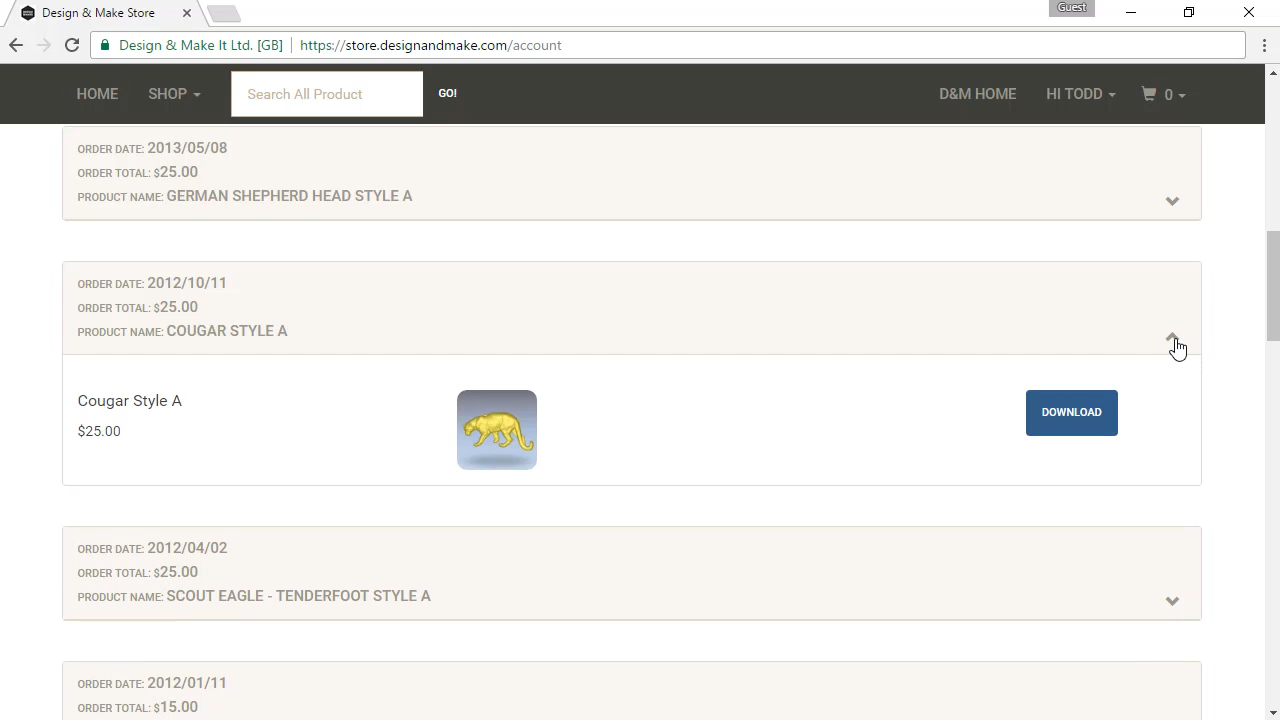 Design & Make Store
Guest
Design & Make It Ltd. [GB]
https://store.designandmake.com/account
HOME
SHOP
Search All Product
GO!
D&M HOME
HI TODD
0
ORDER DATE: 2013/05/08
ORDER TOTAL: $25.00
PRODUCT NAME: GERMAN SHEPHERD HEAD STYLE A
ORDER DATE: 2012/10/11
ORDER TOTAL: $25.00
PRODUCT NAME: COUGAR STYLE A
Cougar Style A
$25.00
DOWNLOAD
ORDER DATE: 2012/04/02
ORDER TOTAL: $25.00
PRODUCT NAME: SCOUT EAGLE - TENDERFOOT STYLE A
ORDER DATE: 2012/01/11
ORDER TOTAL: $15.00